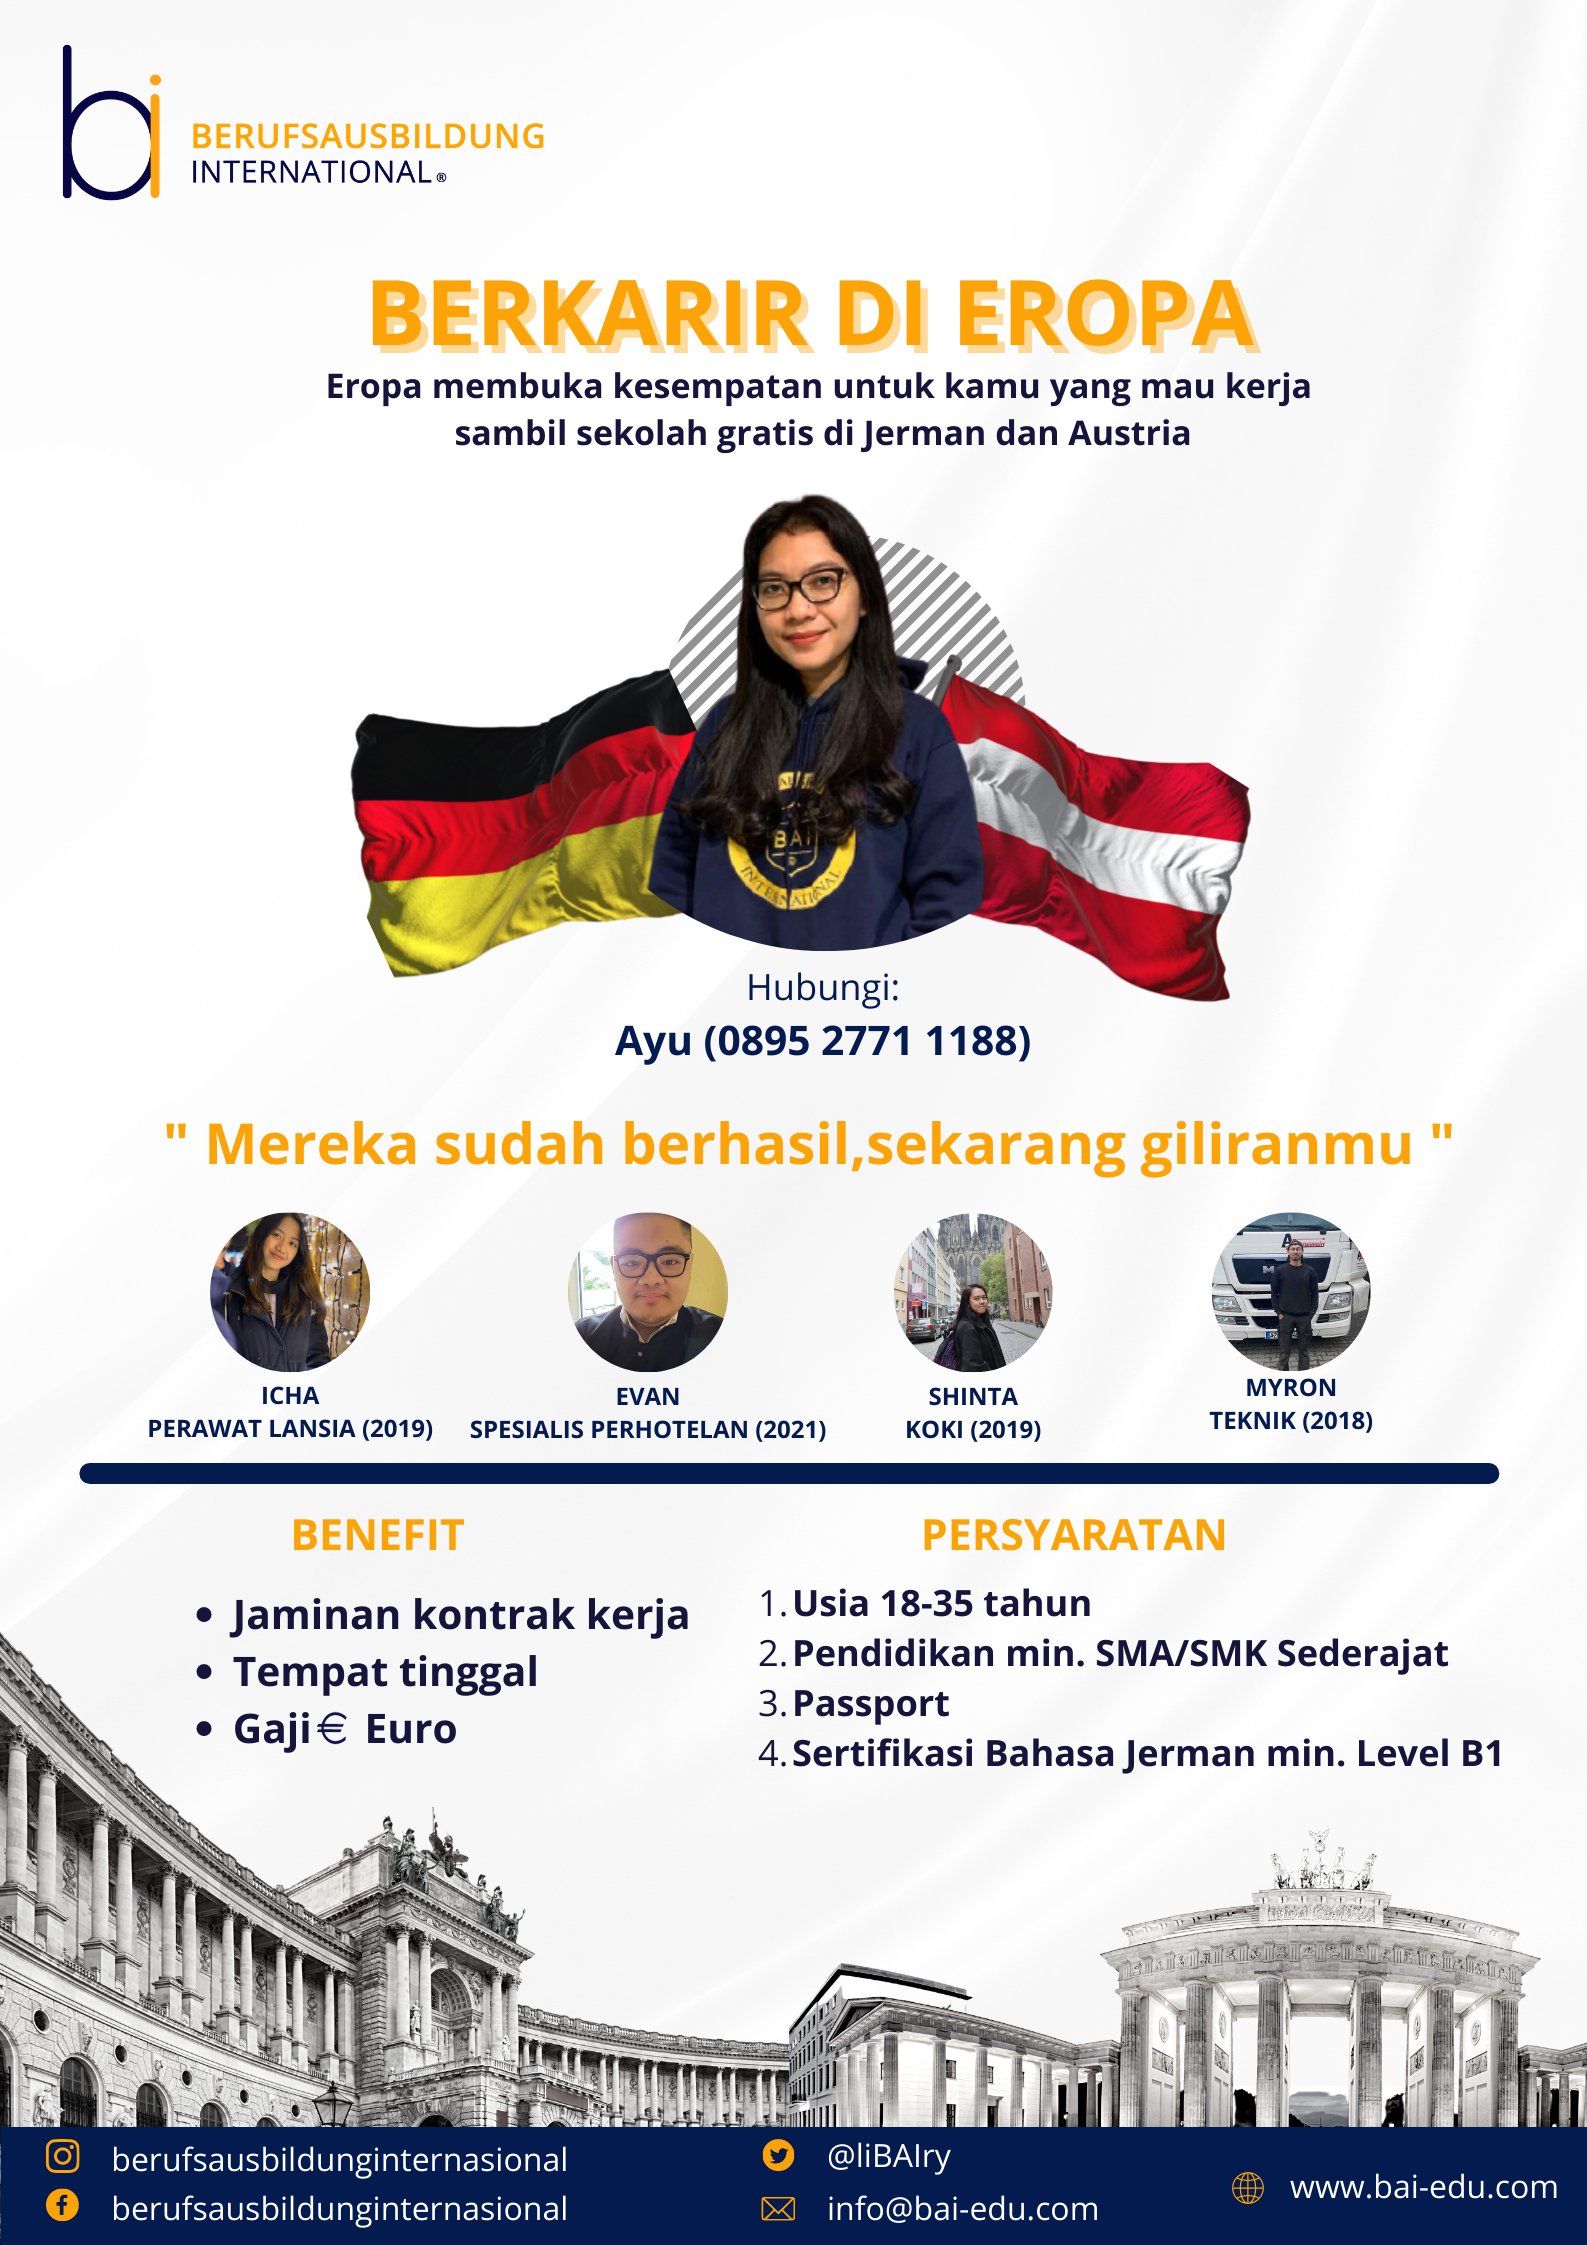 bi
BERUFSAUSBILDUNG
INTERNATIONAL®
BERKARIR DI EROPA
Eropa membuka kesempatan untuk kamu yang mau kerja
sambil sekolah gratis di Jerman dan Austria
BAI
INTERNATIONAL
Hubungi:
Ayu (0895 2771 1188)
" Mereka sudah berhasil,sekarang giliranmu "
ICHA
PERAWAT LANSIA (2019)
EVAN
SPESIALIS PERHOTELAN (2021)
SHINTA
KOKI (2019)
MYRON
TEKNIK (2018)
BENEFIT
• Jaminan kontrak kerja
• Tempat tinggal
• Gaji € Euro
PERSYARATAN
1. Usia 18-35 tahun
2. Pendidikan min. SMA/SMK Sederajat
3. Passport
4. Sertifikasi Bahasa Jerman min. Level B1
berufsausbildunginternasional
berufsausbildunginternasional
@liBAIry
info@bai-edu.com
www.bai-edu.com